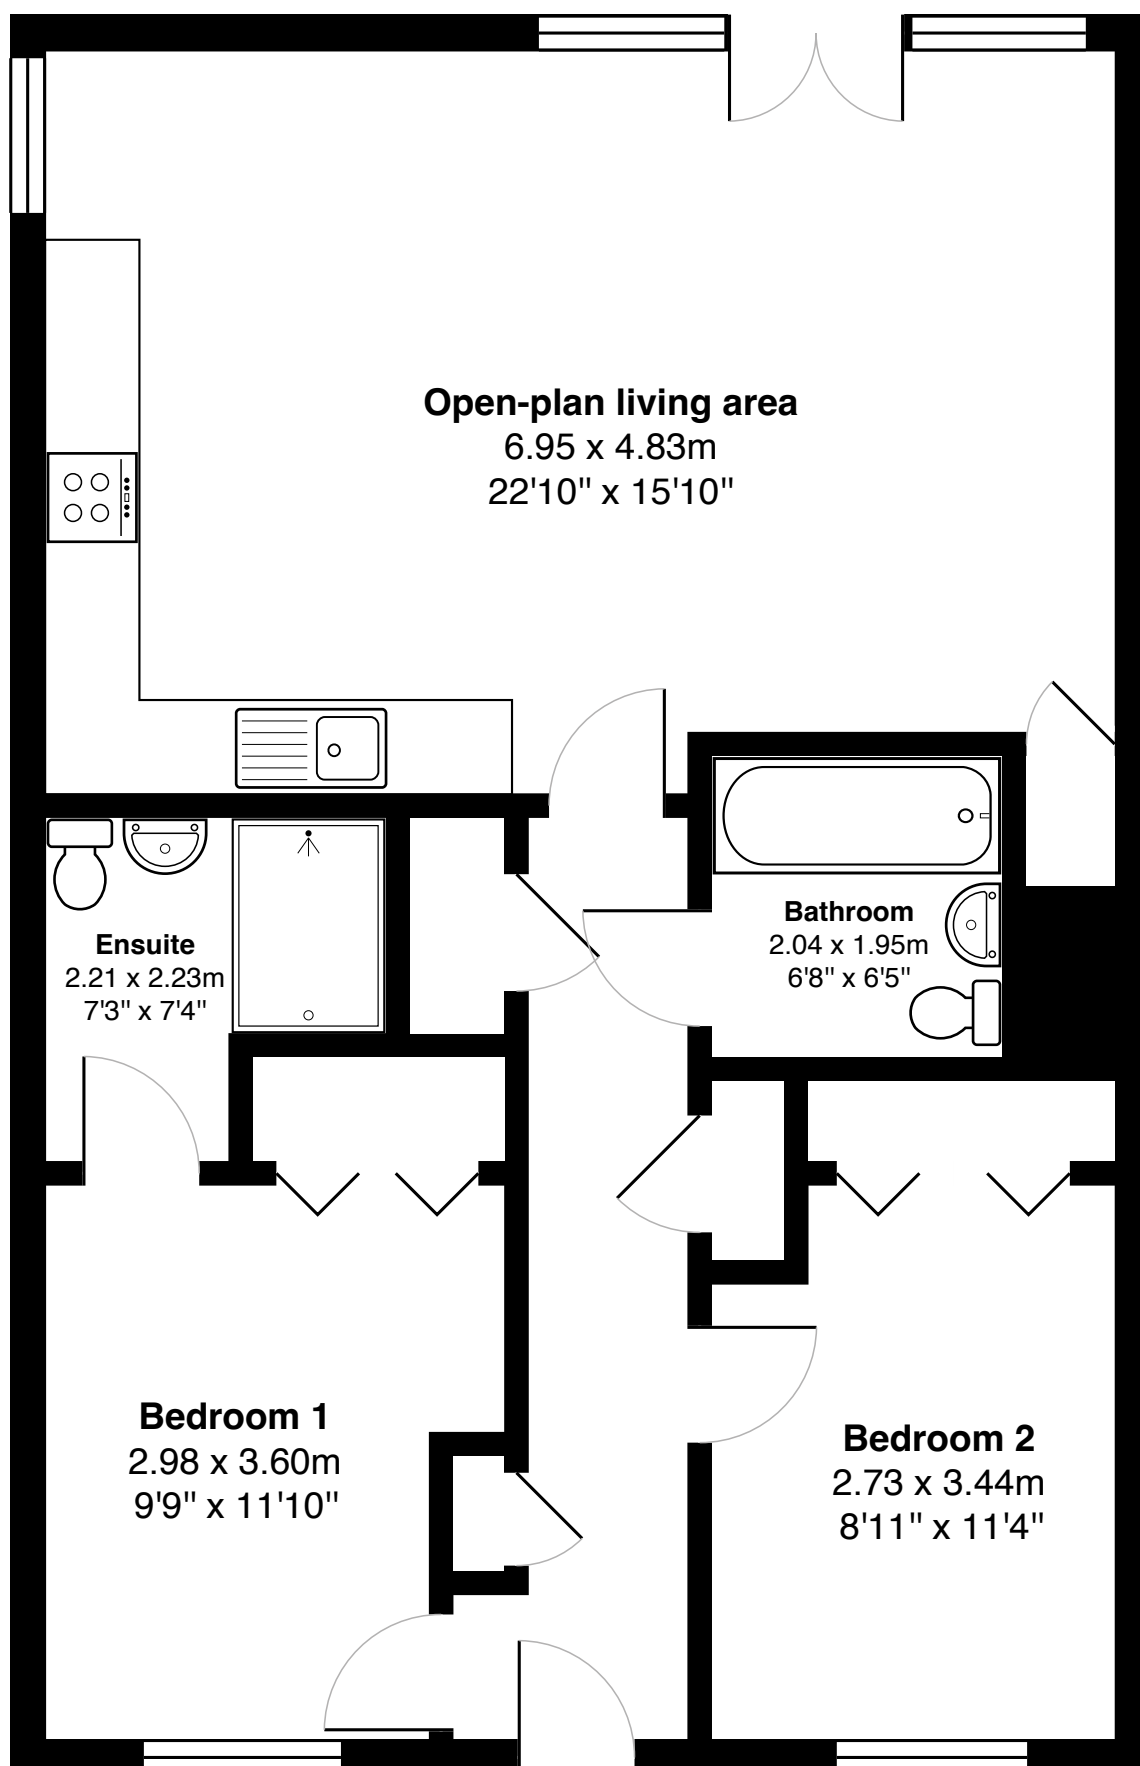 Open-plan living area
6.95 x 4.83m
22'10" x 15'10"
Ensuite
2.21 x 2.23m
7'3" x 7'4"
Bathroom
2.04 x 1.95m
6'8" x 6'5"
Bedroom 1
2.98 x 3.60m
9'9" x 11'10"
Bedroom 2
2.73 x 3.44m
8'11" x 11'4"